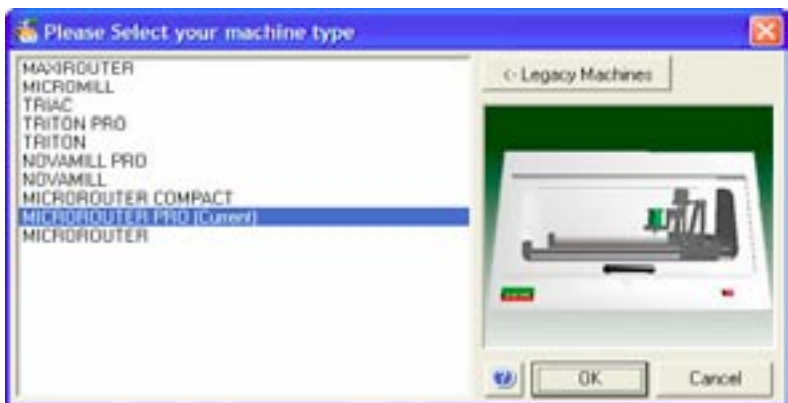 Please Select your machine type
MAXIROUTER
MICROMILL
TRIAC
TRITON PRO
TRITON
NOVAMILL PRO
NOVAMILL
MICROROUTER COMPACT
MICROROUTER PRO (Current)
MICROROUTER
<- Legacy Machines
OK
Cancel